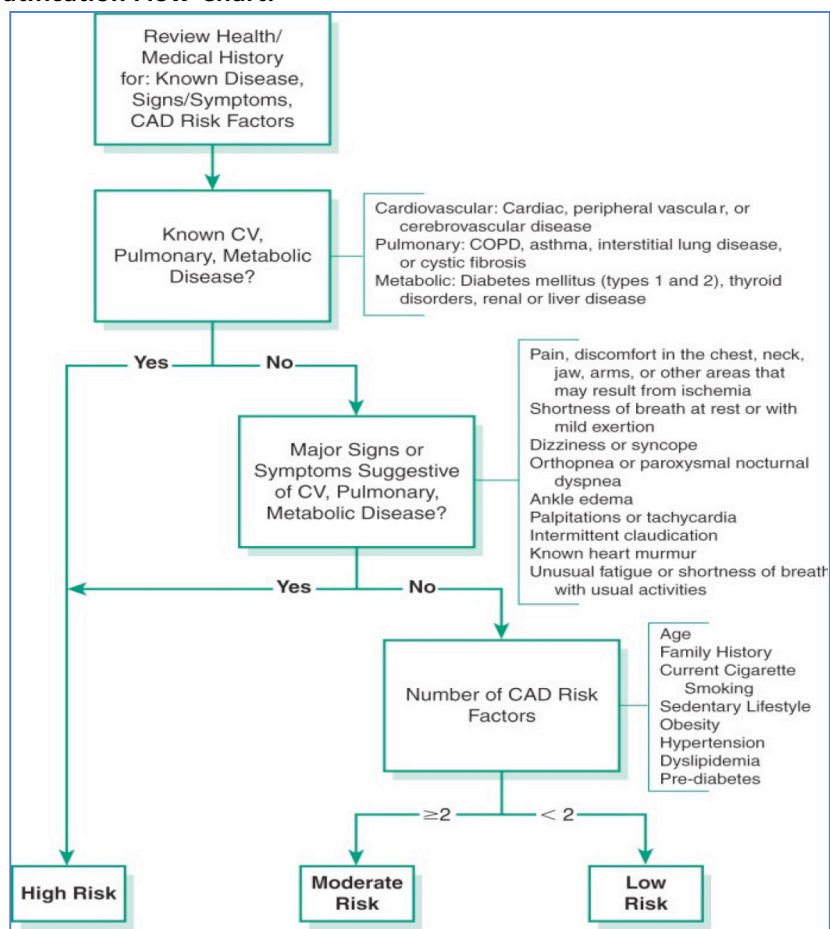 Review Health/
Medical History
for: Known Disease,
Signs/Symptoms,
CAD Risk Factors
Known CV,
Pulmonary, Metabolic
Disease?
Cardiovascular: Cardiac, peripheral vascular, or
cerebrovascular disease
Pulmonary: COPD, asthma, interstitial lung disease,
or cystic fibrosis
Metabolic: Diabetes mellitus (types 1 and 2), thyroid
disorders, renal or liver disease
Yes
No
Major Signs or
Symptoms Suggestive
of CV, Pulmonary,
Metabolic Disease?
Pain, discomfort in the chest, neck,
jaw, arms, or other areas that
may result from ischemia
Shortness of breath at rest or with
mild exertion
Dizziness or syncope
Orthopnea or paroxysmal nocturnal
dyspnea
Ankle edema
Palpitations or tachycardia
Intermittent claudication
Known heart murmur
Unusual fatigue or shortness of breath
with usual activities
Yes
No
Number of CAD Risk
Factors
Age
Family History
Current Cigarette
Smoking
Sedentary Lifestyle
Obesity
Hypertension
Dyslipidemia
Pre-diabetes
≥2
< 2
High Risk
Moderate
Risk
Low
Risk